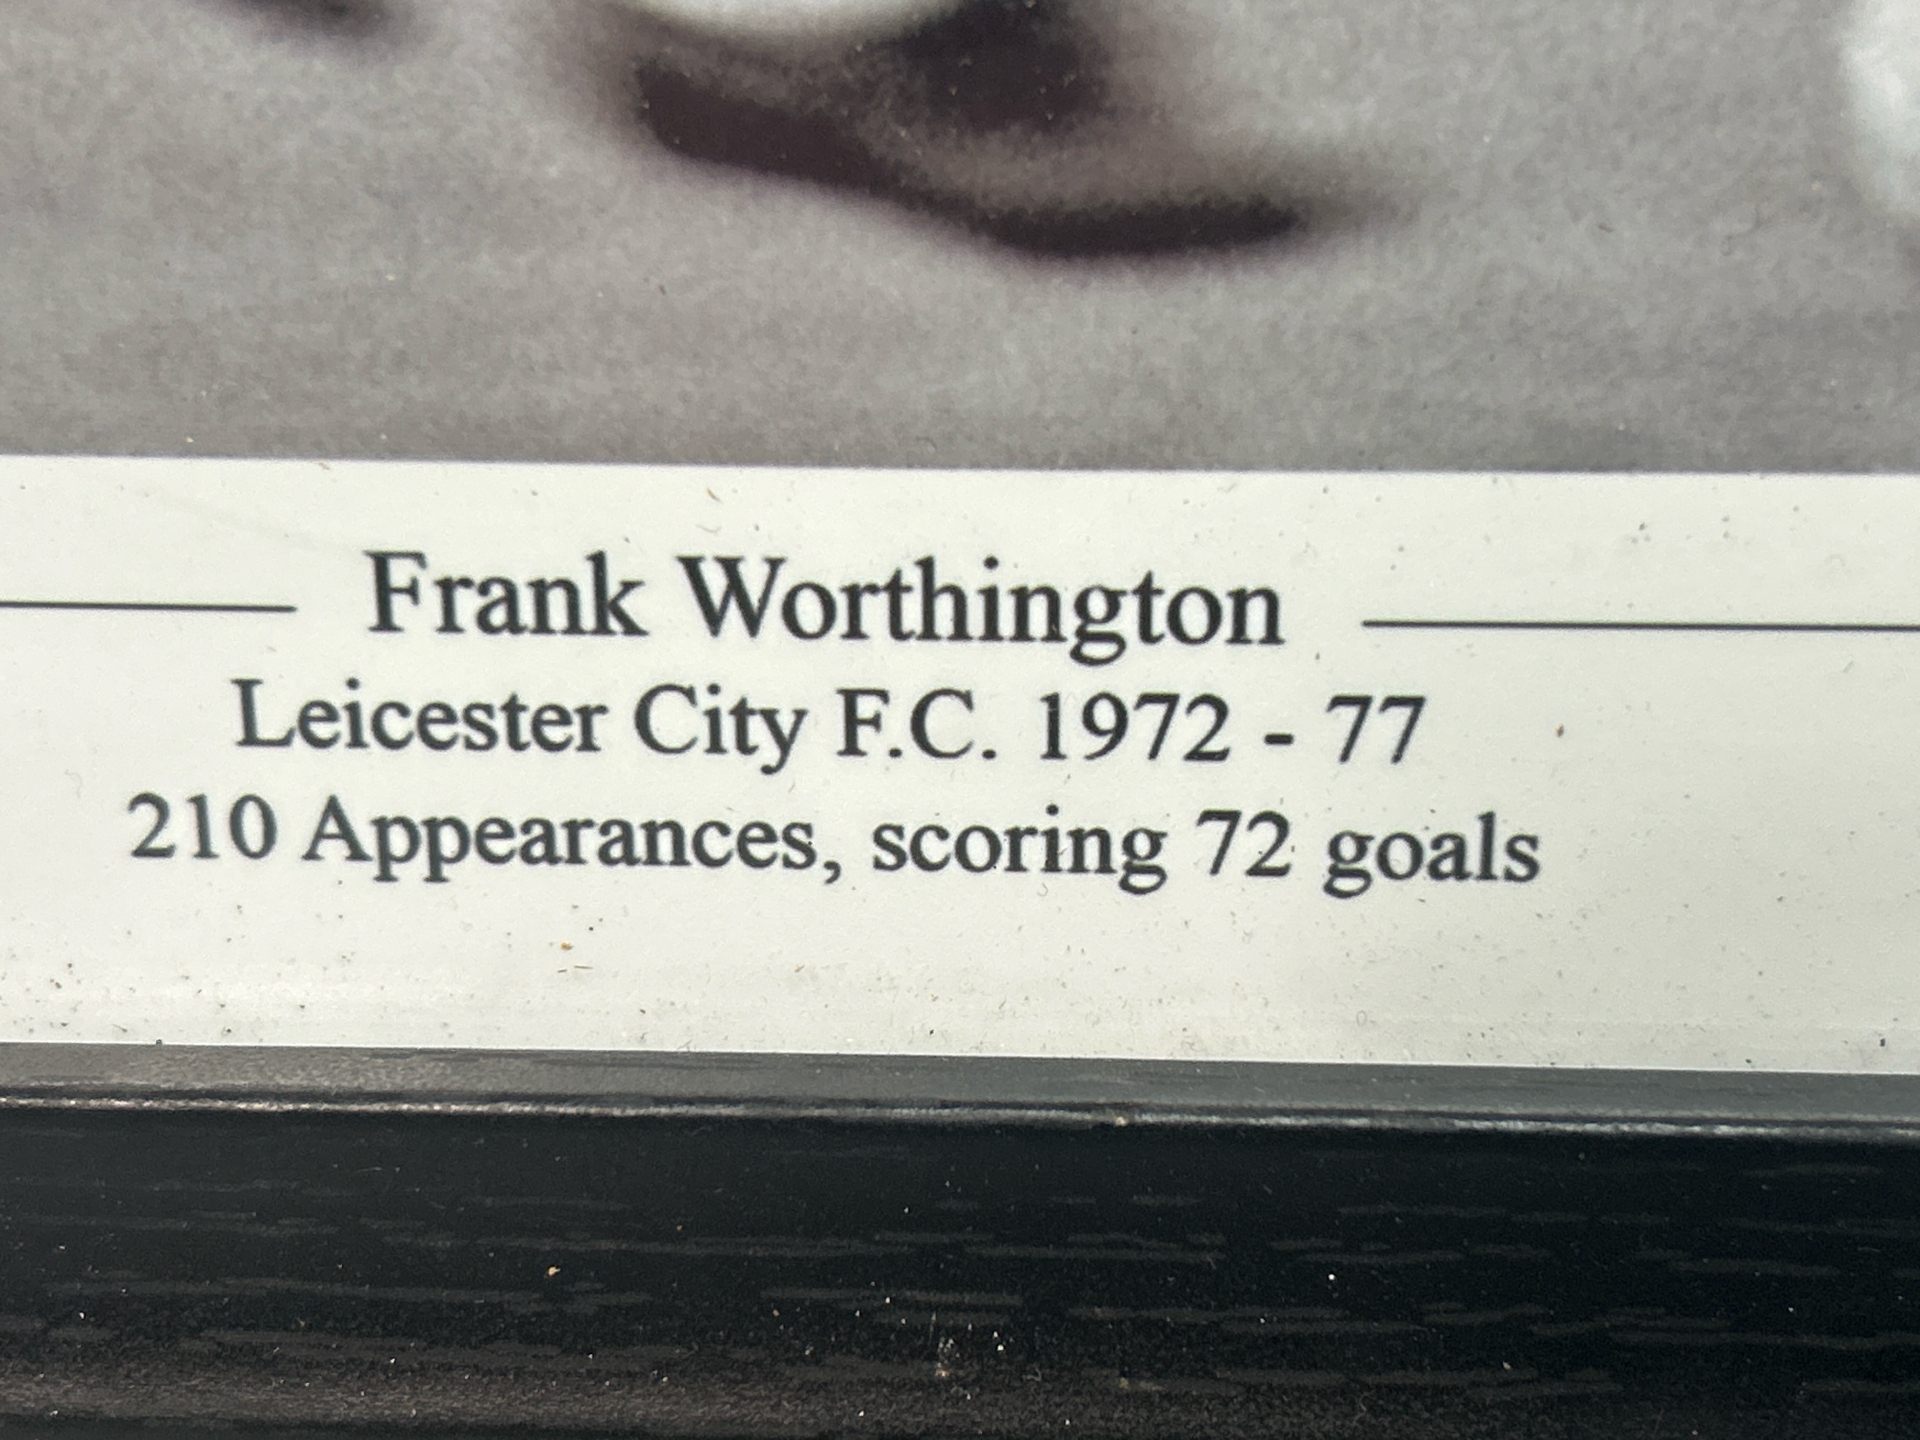 Frank Worthington
Leicester City F.C. 1972 - 77
210 Appearances, scoring 72 goals